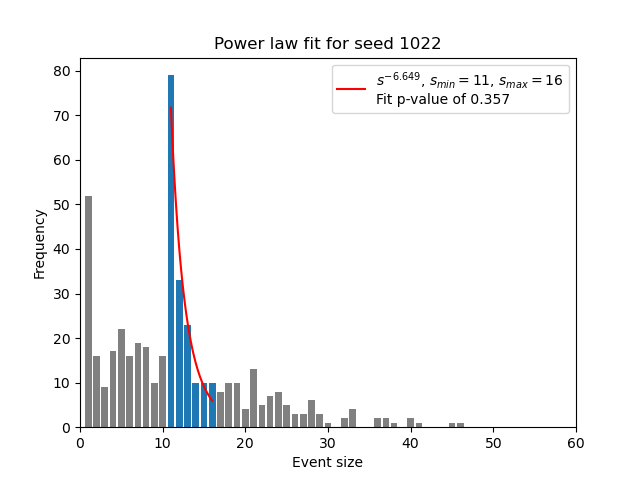 Power law fit for seed 1022
s^{-6.649}, s_{min} = 11, s_{max} = 16
Fit p-value of 0.357
Frequency
80
70
60
50
40
30
20
10
0
0 10 20 30 40 50 60
Event size